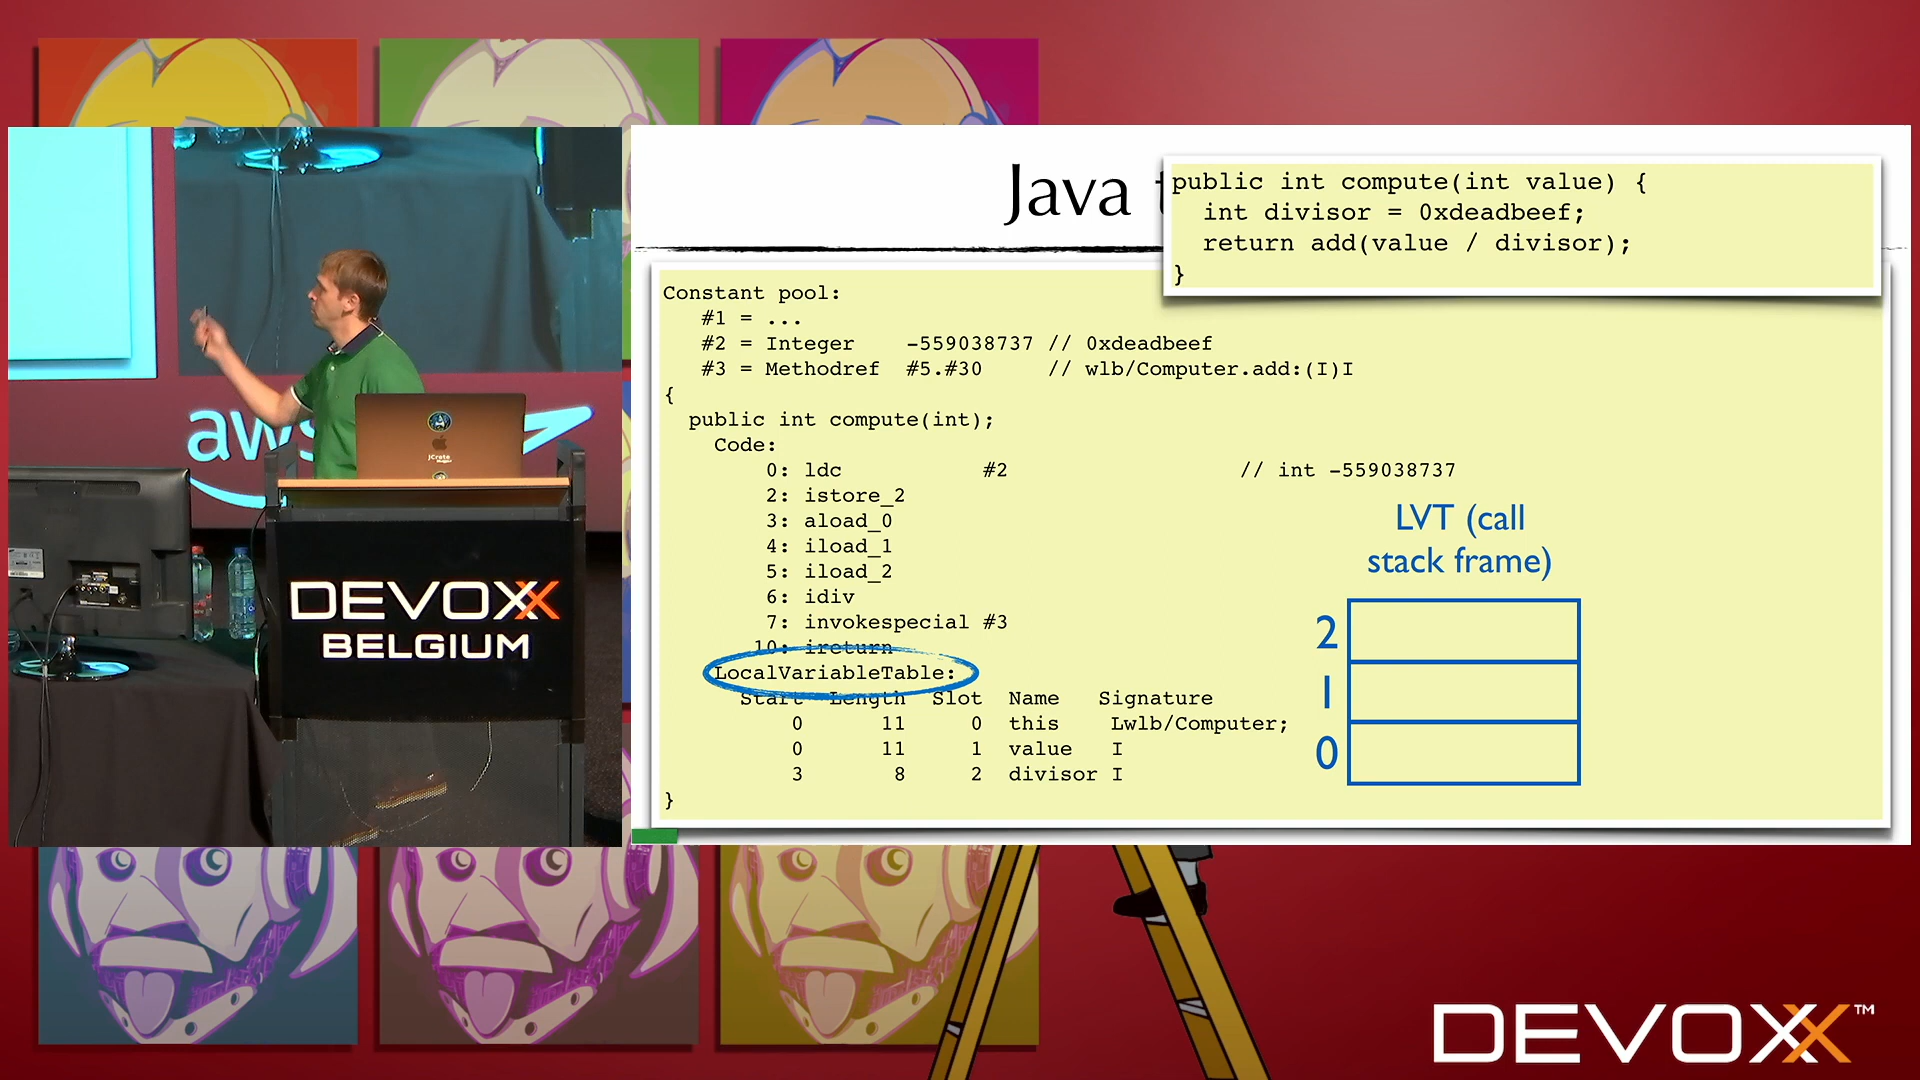 Java
public int compute(int value) {
int divisor = 0xdeadbeef;
return add(value / divisor);
}
Constant pool:
#1 = ...
#2 = Integer -559038737 // 0xdeadbeef
#3 = Methodref #5.#30 // wlb/Computer.add:(I)I
{
public int compute(int);
Code:
0: ldc #2 // int -559038737
2: istore_2
3: aload_0
4: iload_1
5: iload_2
6: idiv
7: invokespecial #3
10: ireturn
LocalVariableTable:
Start Length Slot Name Signature
0 11 0 this Lwlb/Computer;
0 11 1 value I
3 8 2 divisor I
}
LVT (call
stack frame)
2
1
0
aws
jCrete
DEVOXX
BELGIUM
DEVOXX™